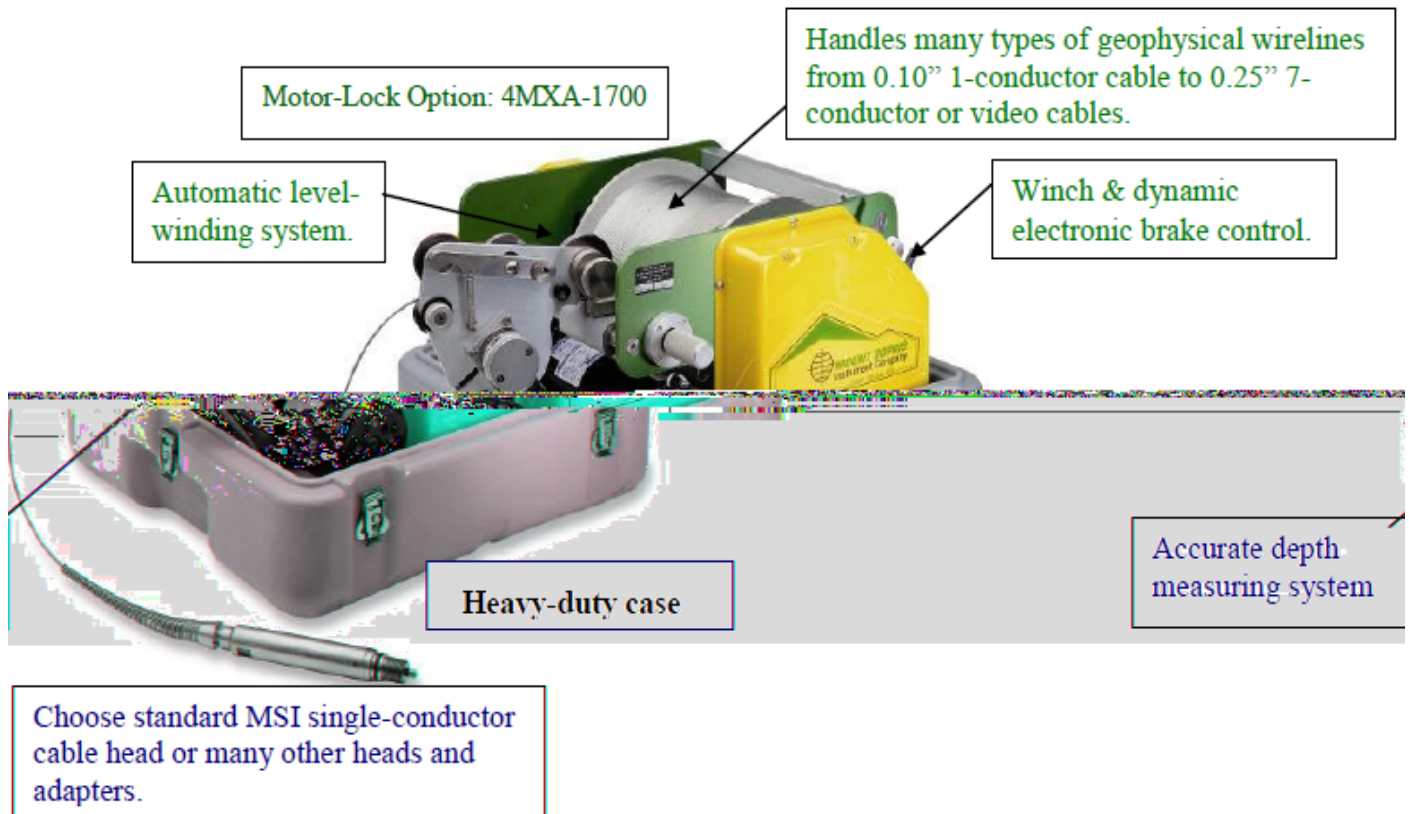 Handles many types of geophysical wirelines
from 0.10” 1-conductor cable to 0.25” 7-
conductor or video cables.
Motor-Lock Option: 4MXA-1700
Automatic level-
winding system.
Winch & dynamic
electronic brake control.
Accurate depth
measuring system
Heavy-duty case
Choose standard MSI single-conductor
cable head or many other heads and
adapters.